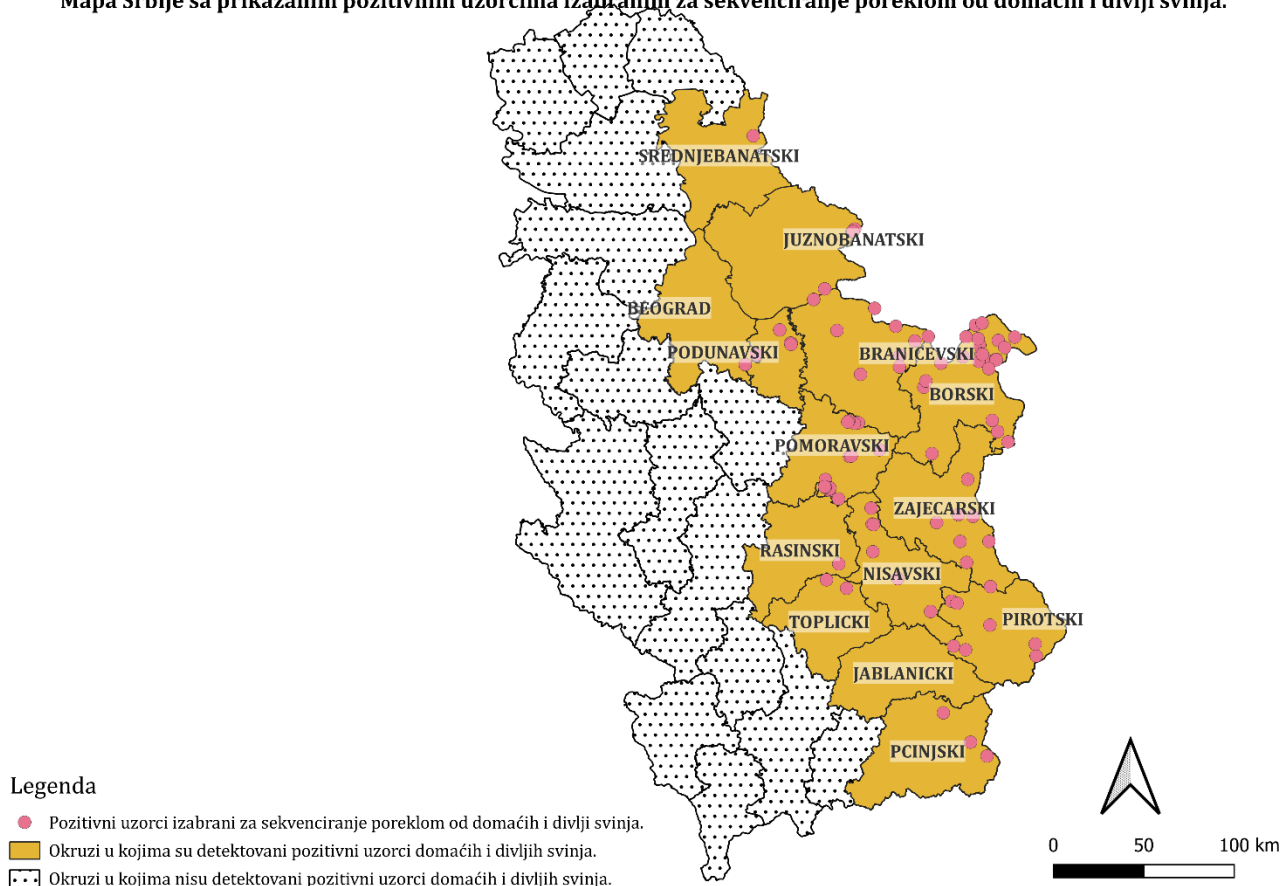 Mapa Srbije sa prikazanim pozitivnim uzorcima izabranim za sekvenciranje poreklom od domaćih i divlji svinja.
SREDNJEBANATSKI
JUZNOBANATSKI
BEOGRAD
PODUNAVSKI
BRANICEVSKI
BORSKI
POMORAVSKI
ZAJECARSKI
RASINSKI
NISAVSKI
TOPLICKI
PIROTSKI
JABLANICKI
PCINJSKI
Legenda
Pozitivni uzorci izabrani za sekvenciranje poreklom od domaćih i divlji svinja.
Okruzi u kojima su detektovani pozitivni uzorci domaćih i divljih svinja.
Okruzi u kojima nisu detektovani pozitivni uzorci domaćih i divljih svinja.
0 50 100 km